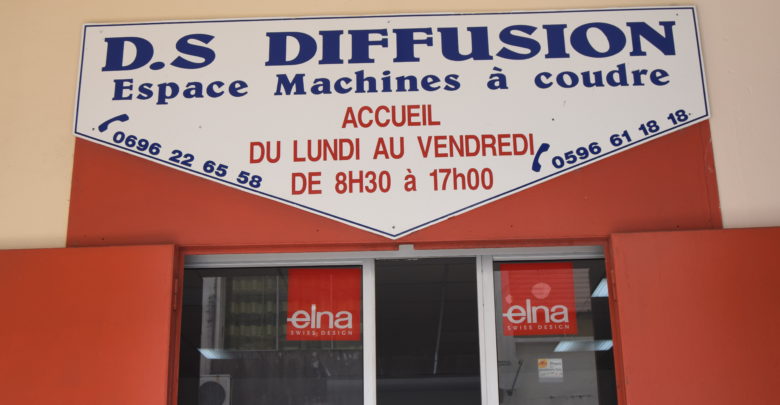 D.S DIFFUSION
Espace Machines à coudre
ACCUEIL
DU LUNDI AU VENDREDI
DE 8H30 à 17h00
0696 22 65 58
0596 61 18 18
elna
SWISS DESIGN
elna
SWISS DESIGN